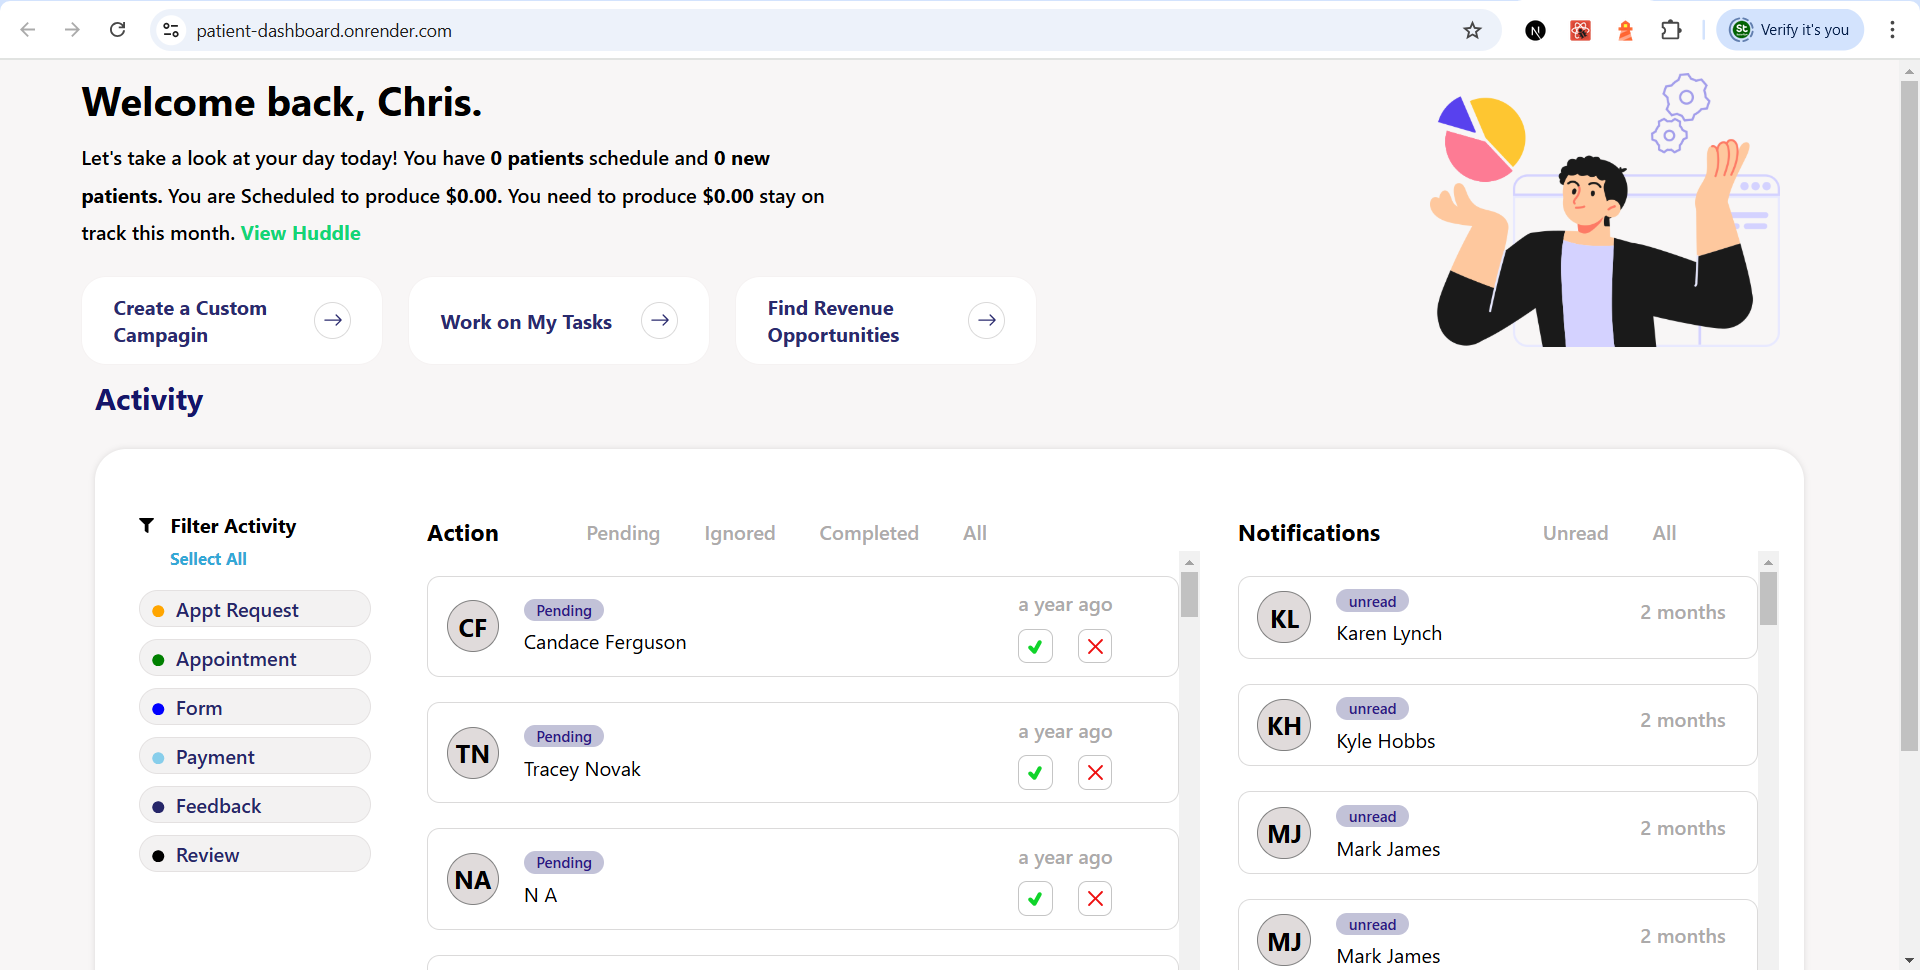 patient-dashboard.onrender.com
N
St
Verify it's you
Welcome back, Chris.
Let's take a look at your day today! You have 0 patients schedule and 0 new
patients. You are Scheduled to produce $0.00. You need to produce $0.00 stay on
track this month. View Huddle
Create a Custom
Campagin
Work on My Tasks
Find Revenue
Opportunities
Activity
Filter Activity
Sellect All
Appt Request
Appointment
Form
Payment
Feedback
Review
Action
Pending
Ignored
Completed
All
CF
Pending
Candace Ferguson
a year ago
TN
Pending
Tracey Novak
a year ago
NA
Pending
N A
a year ago
Notifications
Unread
All
KL
unread
Karen Lynch
2 months
KH
unread
Kyle Hobbs
2 months
MJ
unread
Mark James
2 months
MJ
unread
Mark James
2 months